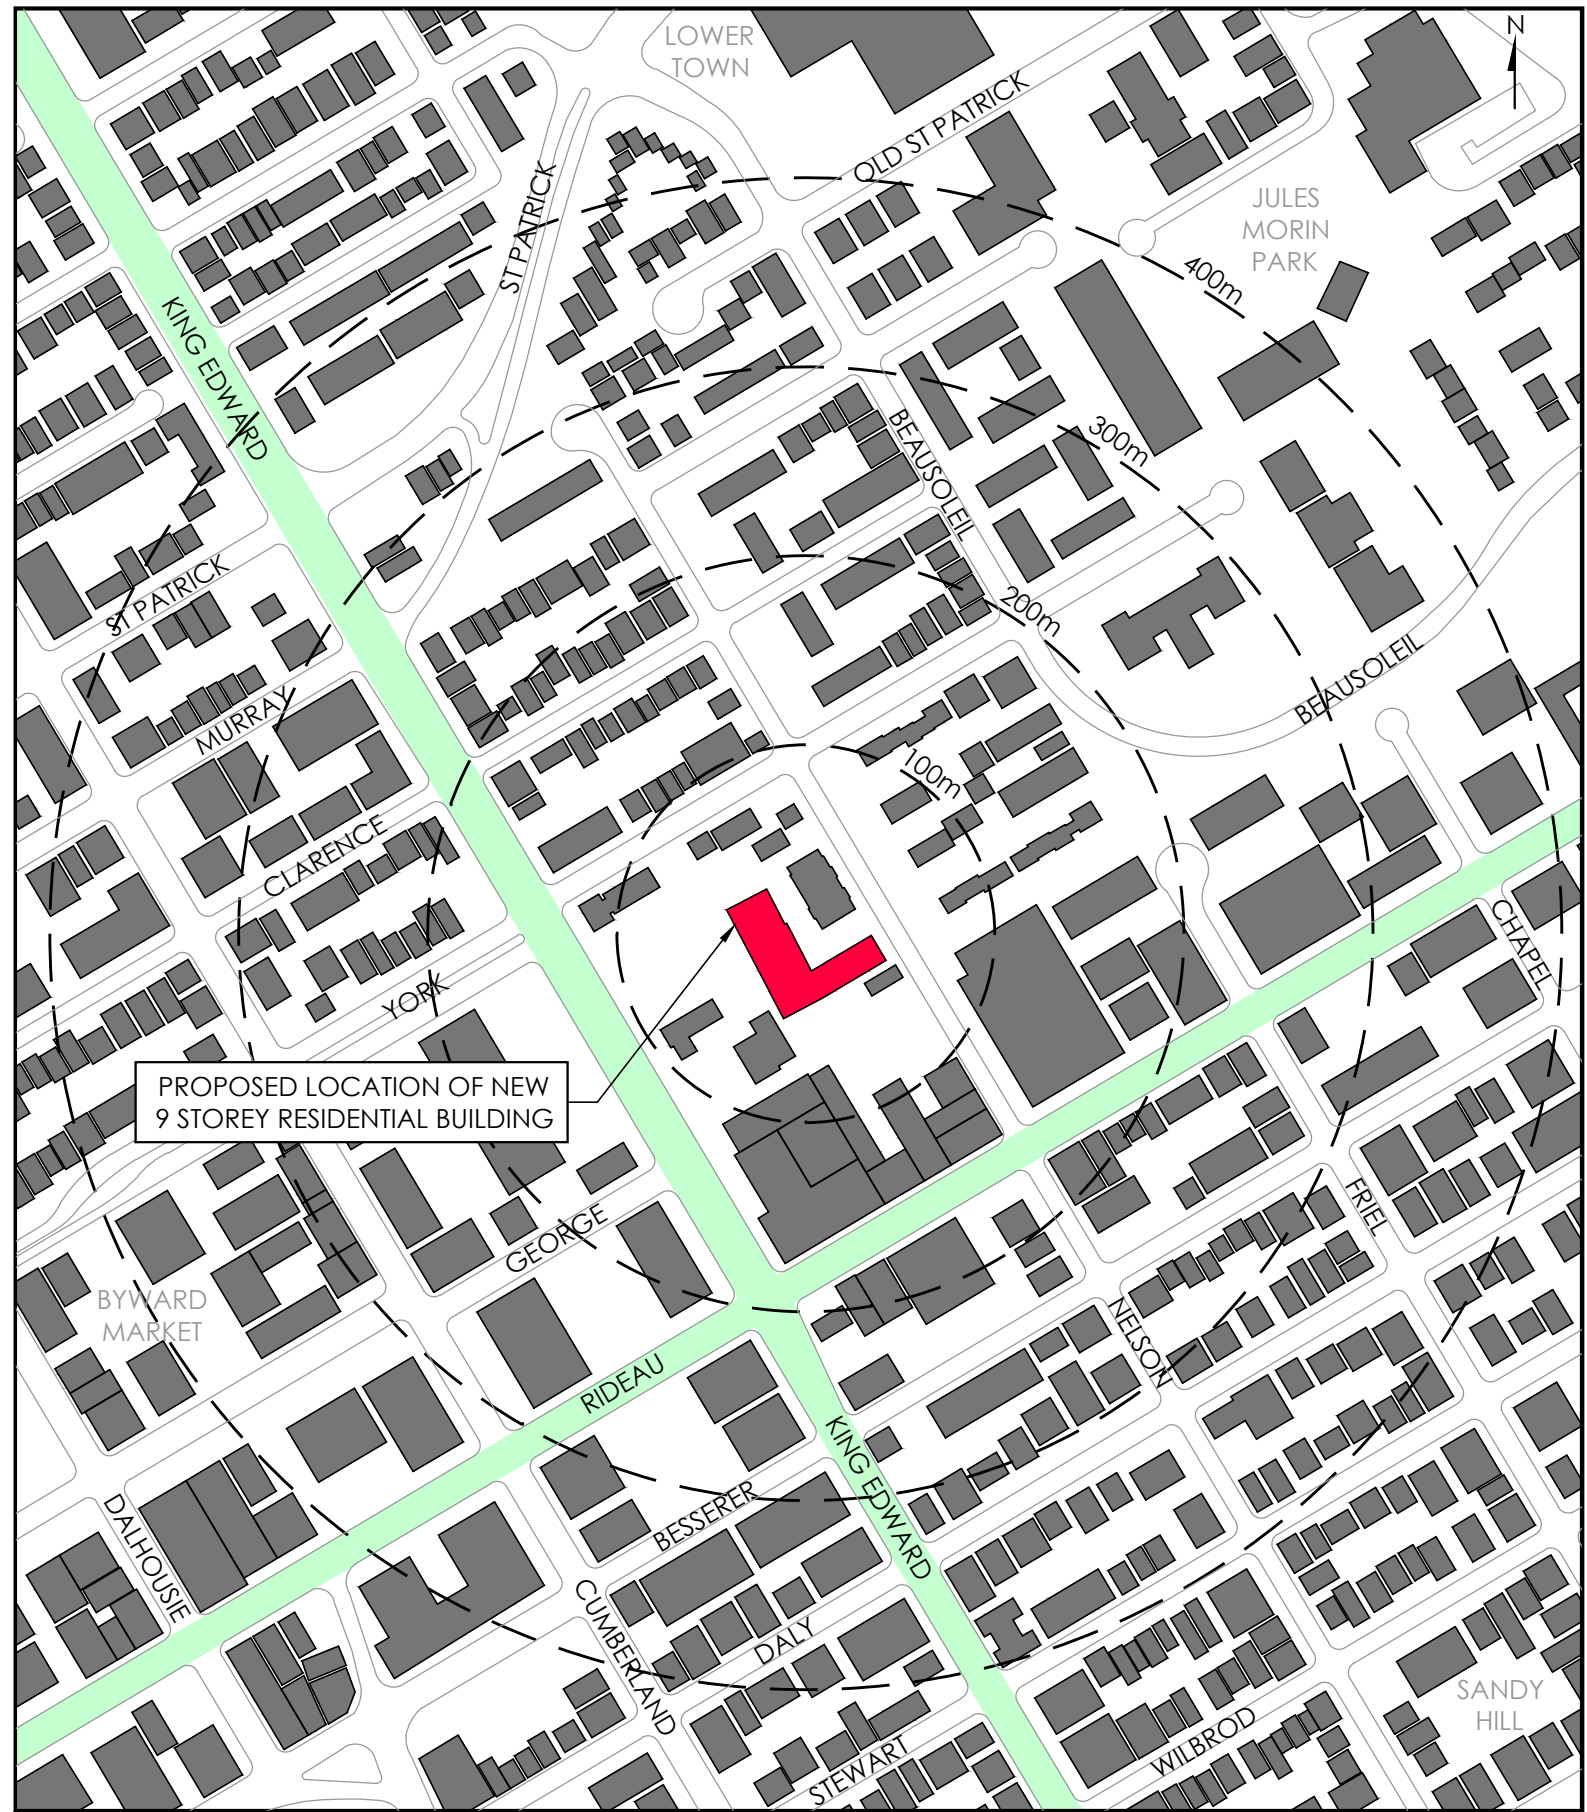 LOWER
TOWN
N
OLD ST PATRICK
JULES
MORIN
PARK
ST PATRICK
400m
KING EDWARD
300m
BEAUSOLEIL
200m
ST PATRICK
BEAUSOLEIL
MURRAY
100m
CLARENCE
CHAPEL
YORK
PROPOSED LOCATION OF NEW
9 STOREY RESIDENTIAL BUILDING
FRIEL
GEORGE
BYWARD
MARKET
NELSON
RIDEAU
KING EDWARD
BESSERER
DALHOUSIE
CUMBERLAND
DALY
SANDY
HILL
WILBROD
STEWART